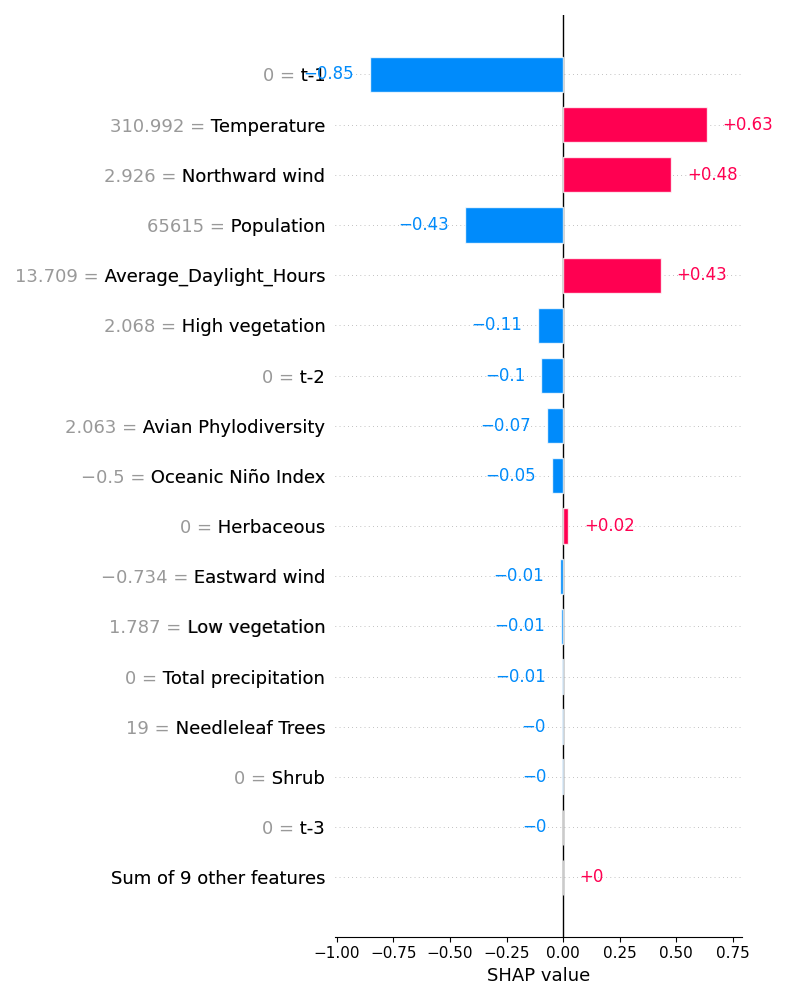 0 = t-1 −0.85
310.992 = Temperature +0.63
2.926 = Northward wind +0.48
65615 = Population −0.43
13.709 = Average_Daylight_Hours +0.43
2.068 = High vegetation −0.11
0 = t-2 −0.1
2.063 = Avian Phylodiversity −0.07
−0.5 = Oceanic Niño Index −0.05
0 = Herbaceous +0.02
−0.734 = Eastward wind −0.01
1.787 = Low vegetation −0.01
0 = Total precipitation −0.01
19 = Needleleaf Trees −0
0 = Shrub −0
0 = t-3 −0
Sum of 9 other features +0
−1.00 −0.75 −0.50 −0.25 0.00 0.25 0.50 0.75
SHAP value